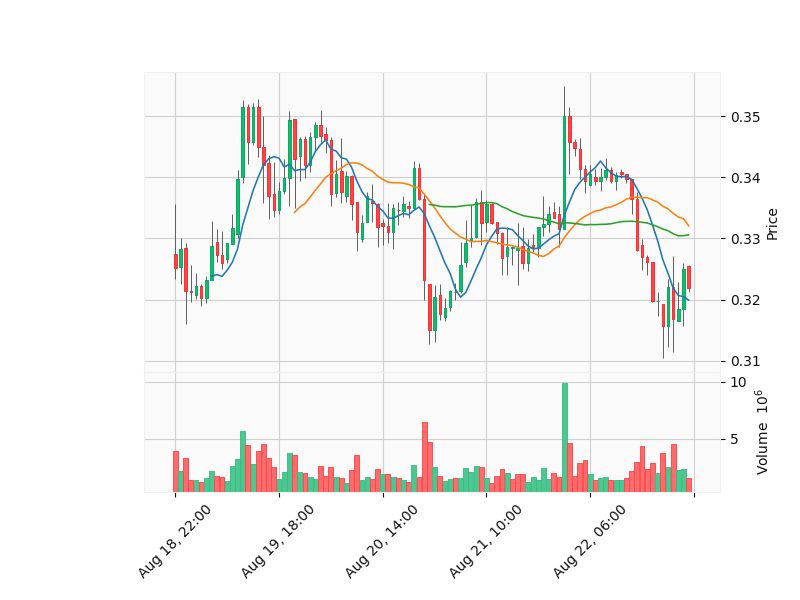 0.35
0.34
0.33
0.32
0.31
Price
10
5
Volume 10^6
Aug 18, 22:00
Aug 19, 18:00
Aug 20, 14:00
Aug 21, 10:00
Aug 22, 06:00